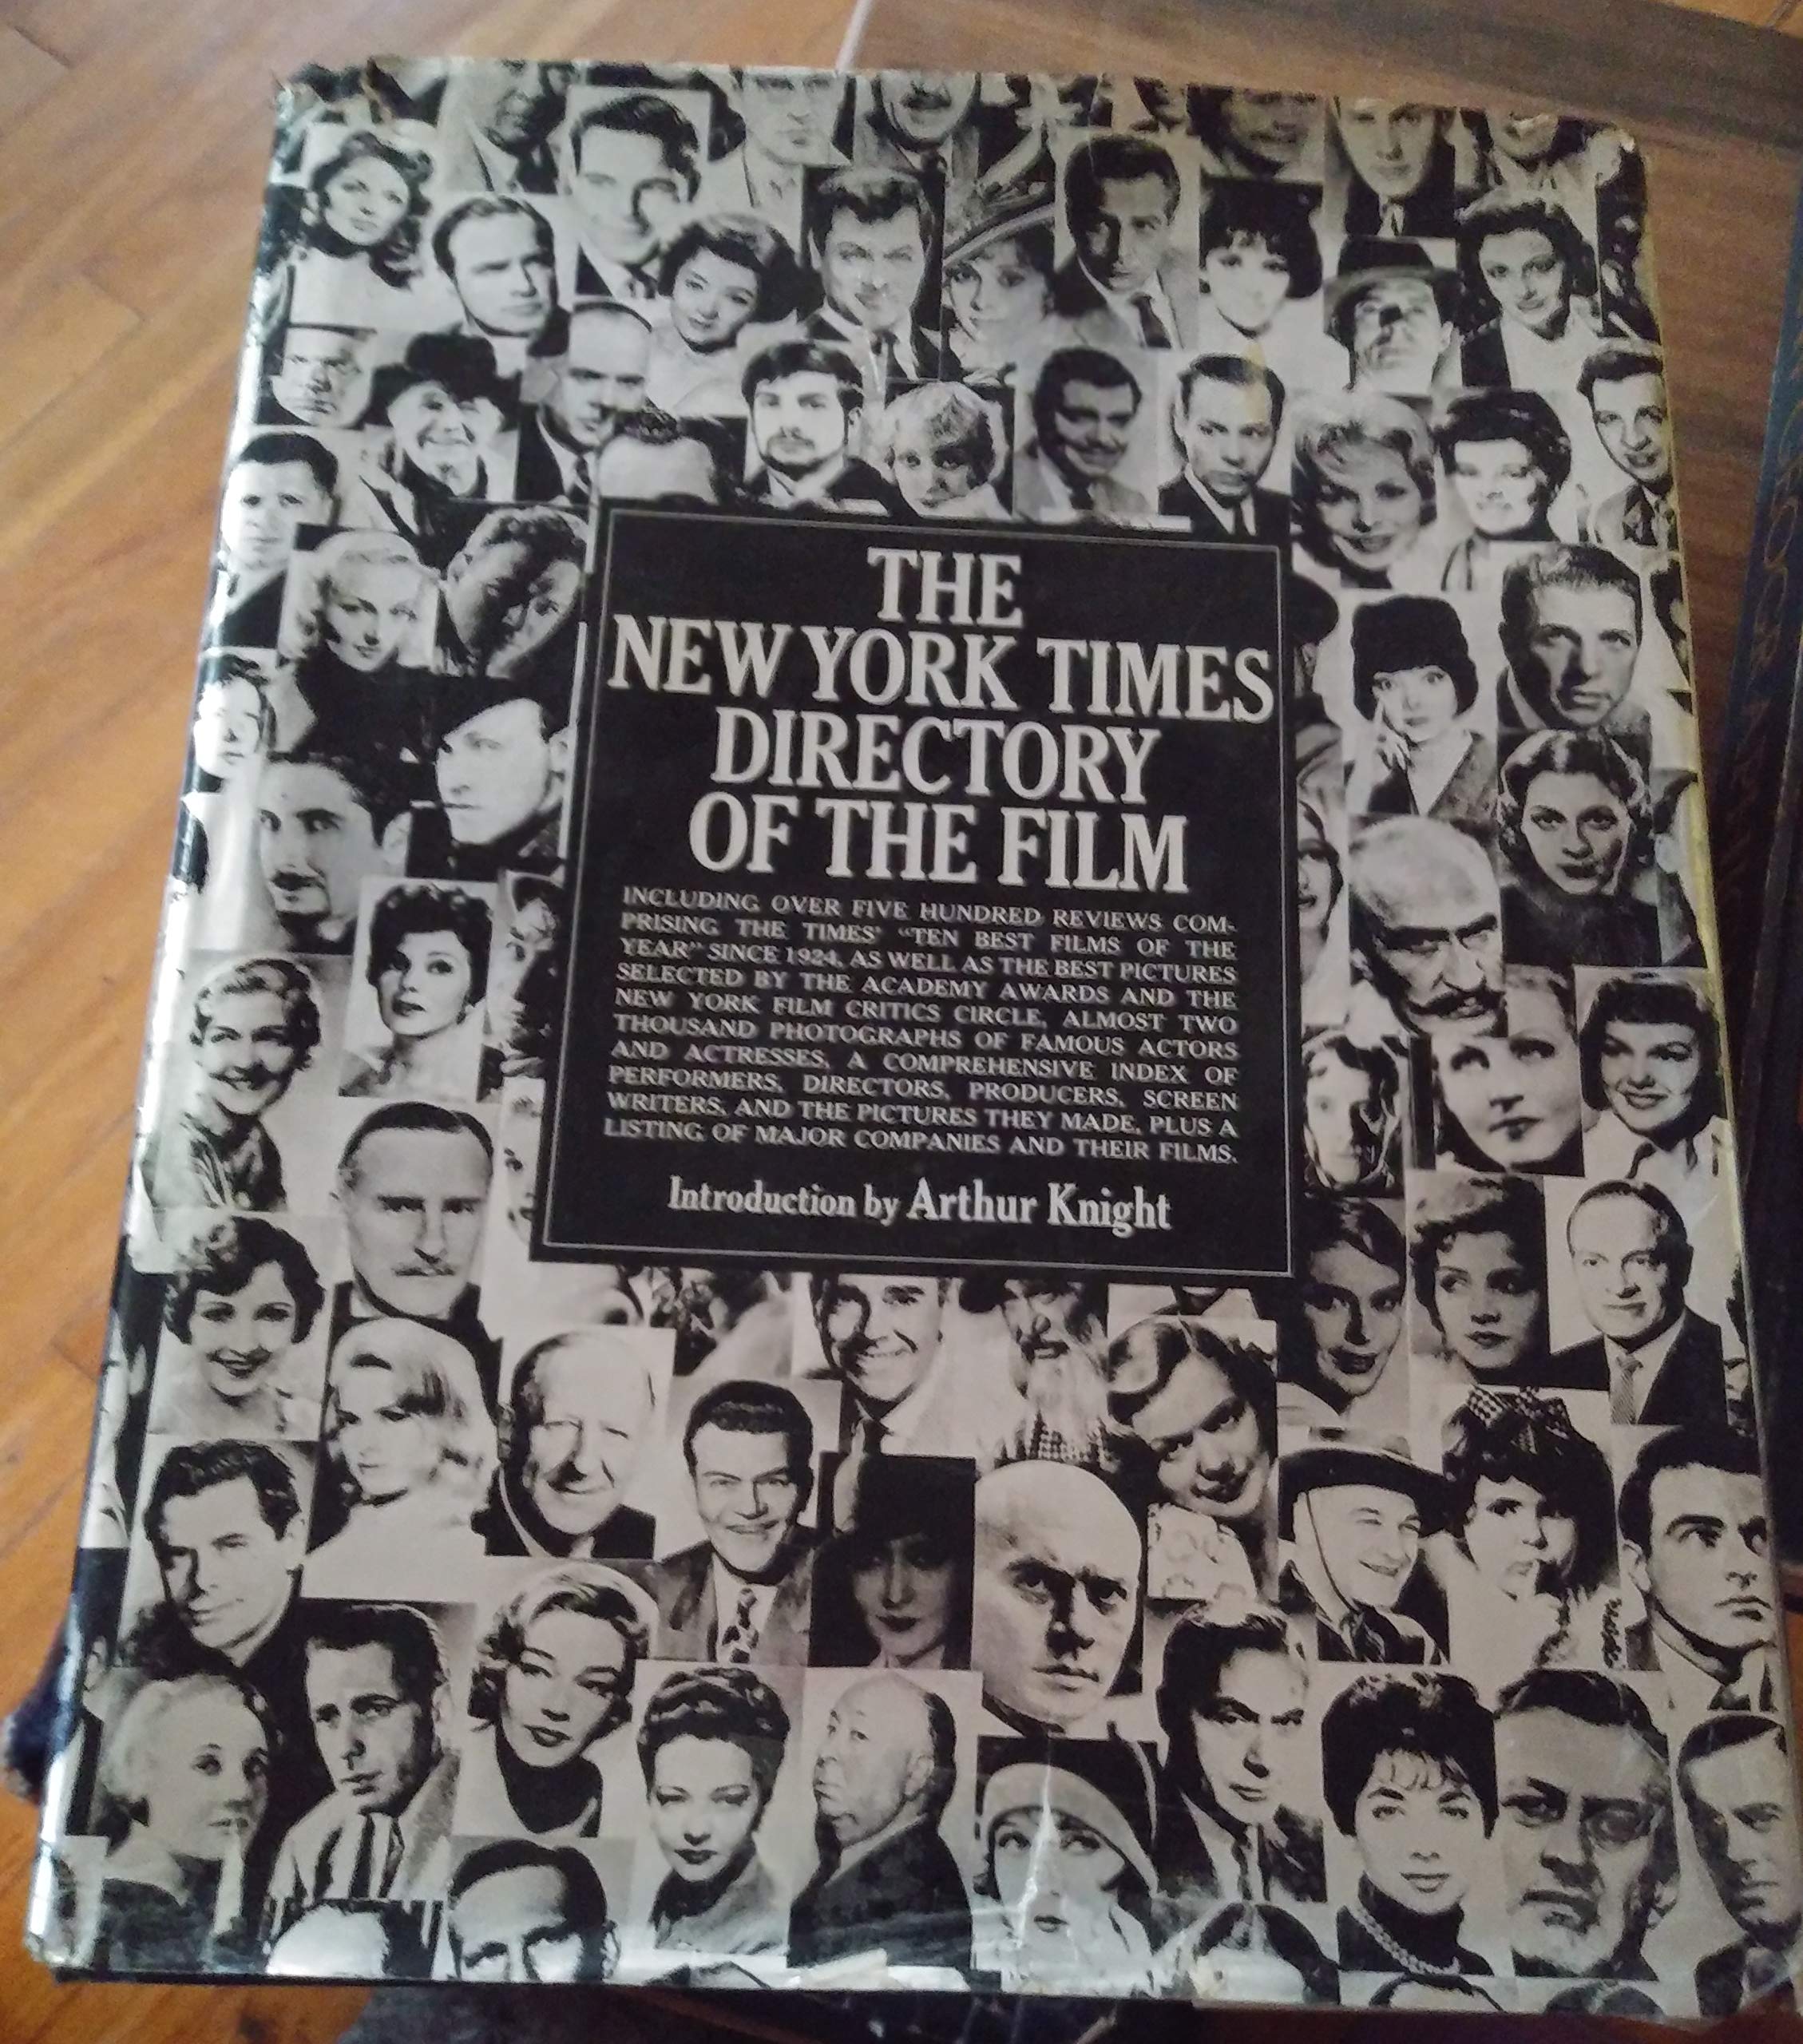 THE
NEW YORK TIMES
DIRECTORY
OF THE FILM
INCLUDING OVER FIVE HUNDRED REVIEWS COM-
PRISING THE TIMES' "TEN BEST FILMS OF THE
YEAR" SINCE 1924, AS WELL AS THE BEST PICTURES
SELECTED BY THE ACADEMY AWARDS AND THE
NEW YORK FILM CRITICS CIRCLE, ALMOST TWO
THOUSAND PHOTOGRAPHS OF FAMOUS ACTORS
AND ACTRESSES, A COMPREHENSIVE INDEX OF
PERFORMERS, DIRECTORS, PRODUCERS, SCREEN
WRITERS, AND THE PICTURES THEY MADE, PLUS A
LISTING OF MAJOR COMPANIES AND THEIR FILMS.
Introduction by Arthur Knight